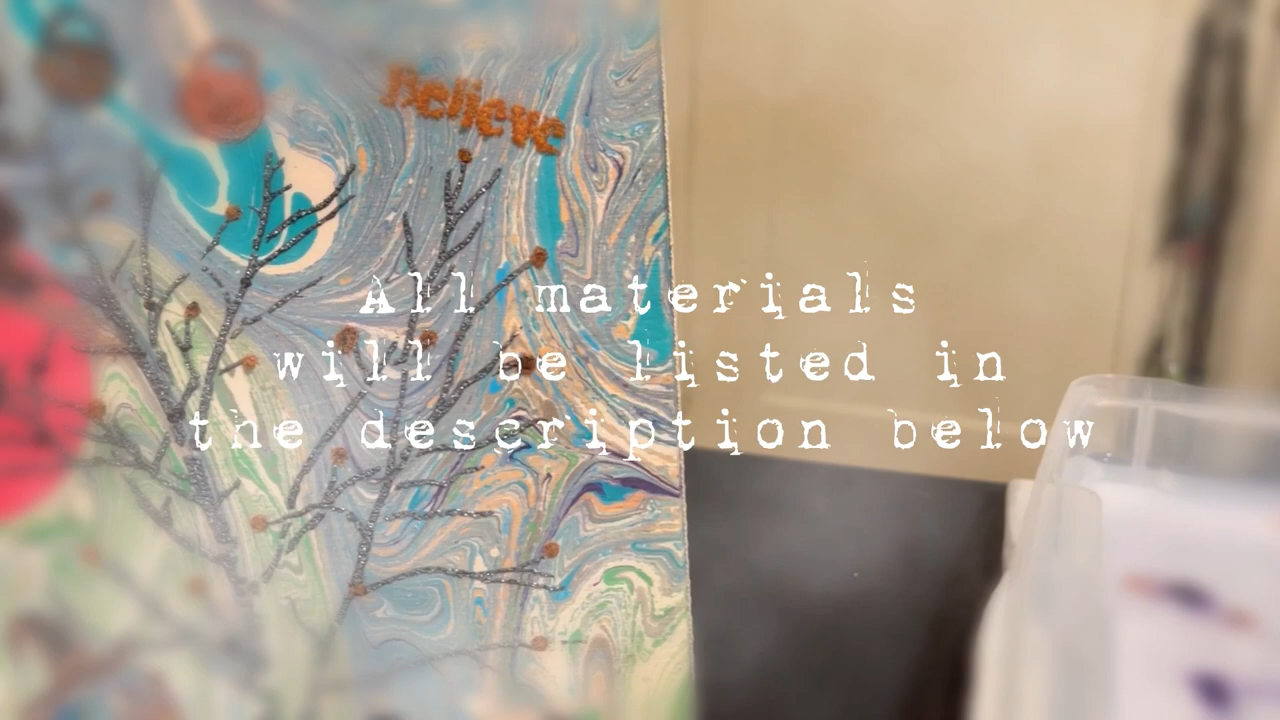 Believe
All materials
will be listed in
the description below